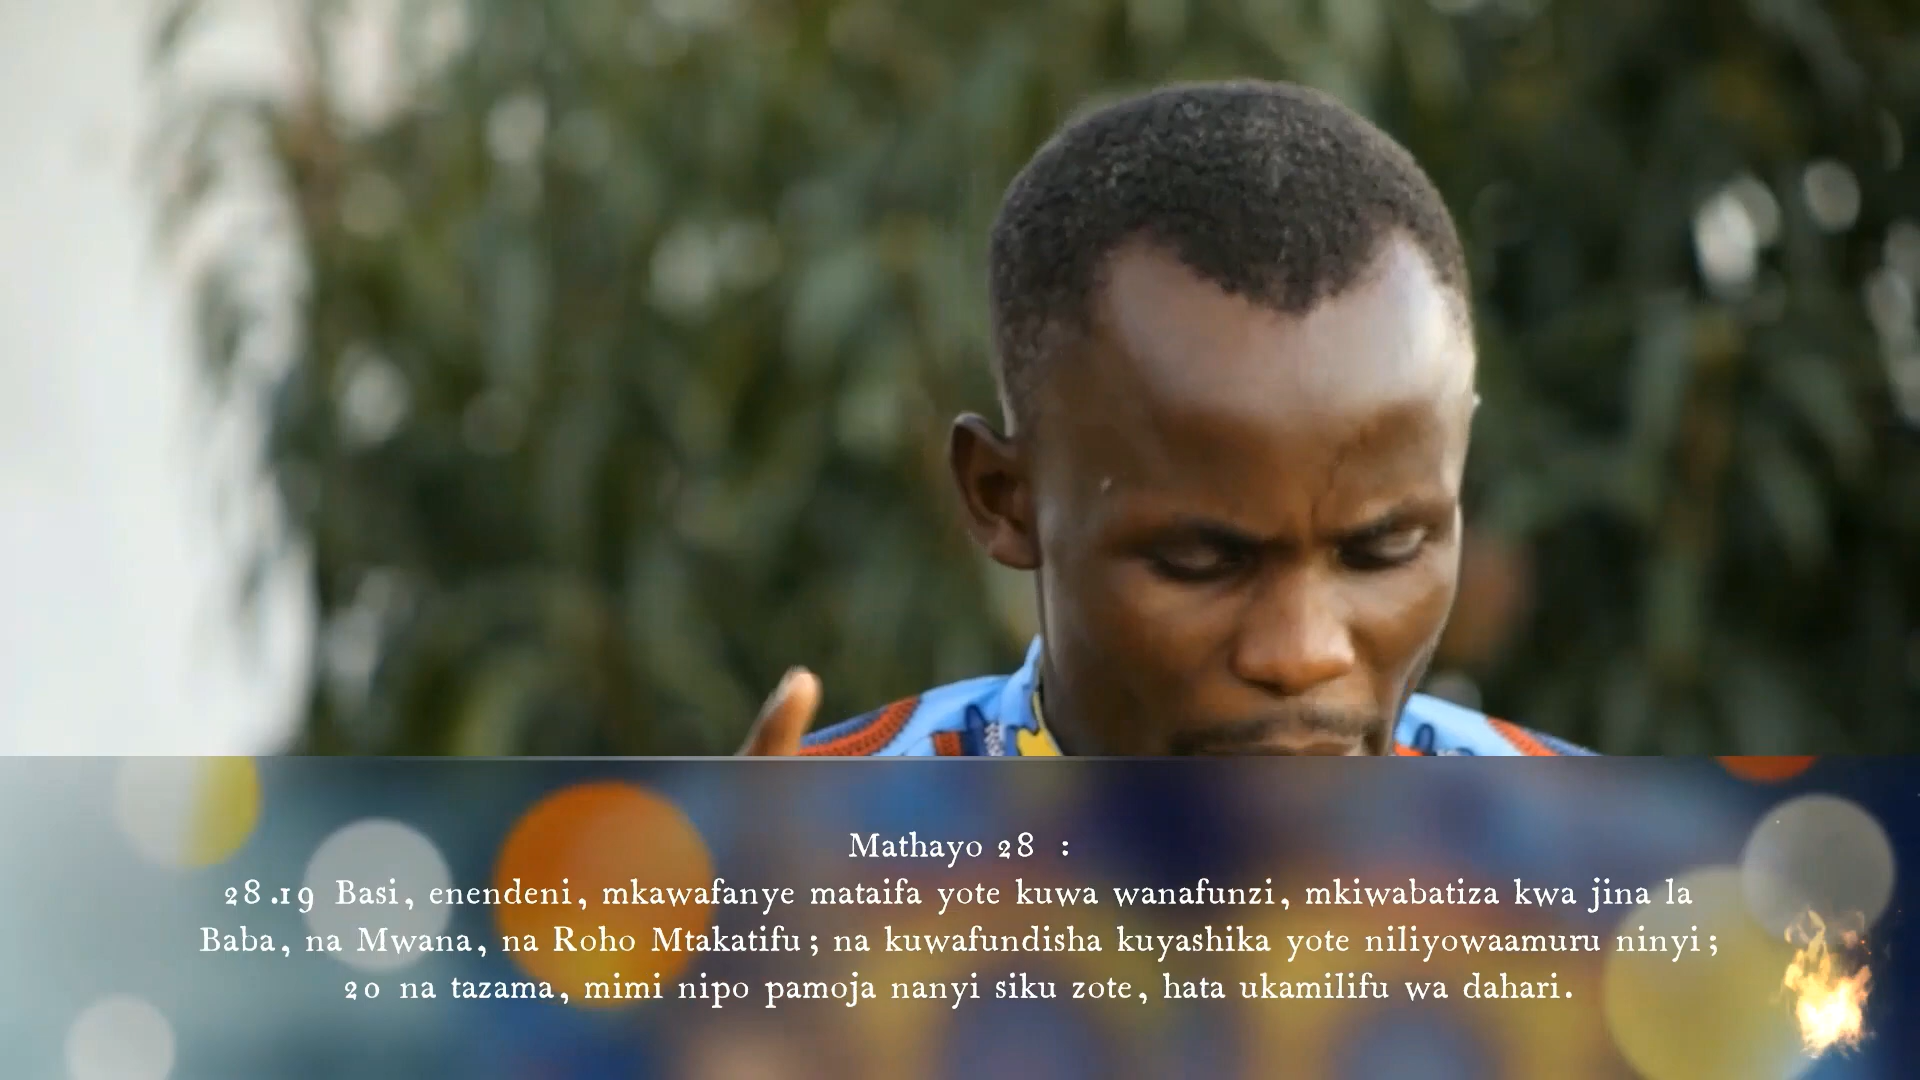 Mathayo 28 :
28.19 Basi, enendeni, mkawafanye mataifa yote kuwa wanafunzi, mkiwabatiza kwa jina la
Baba, na Mwana, na Roho Mtakatifu; na kuwafundisha kuyashika yote niliyowaamuru ninyi;
20 na tazama, mimi nipo pamoja nanyi siku zote, hata ukamilifu wa dahari.